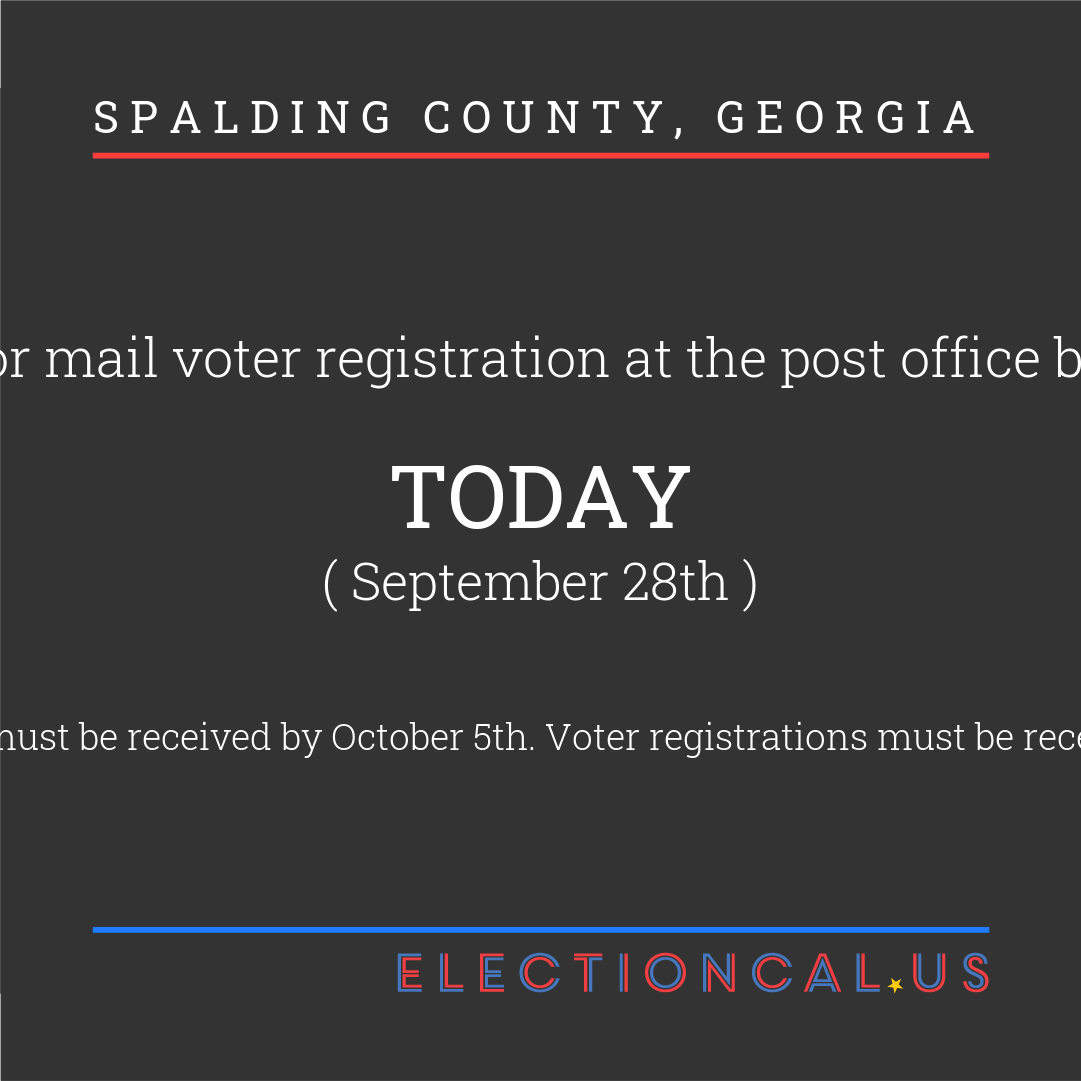 SPALDING COUNTY, GEORGIA
or mail voter registration at the post office b
TODAY
( September 28th )
must be received by October 5th. Voter registrations must be rece
ELECTIONCAL.US